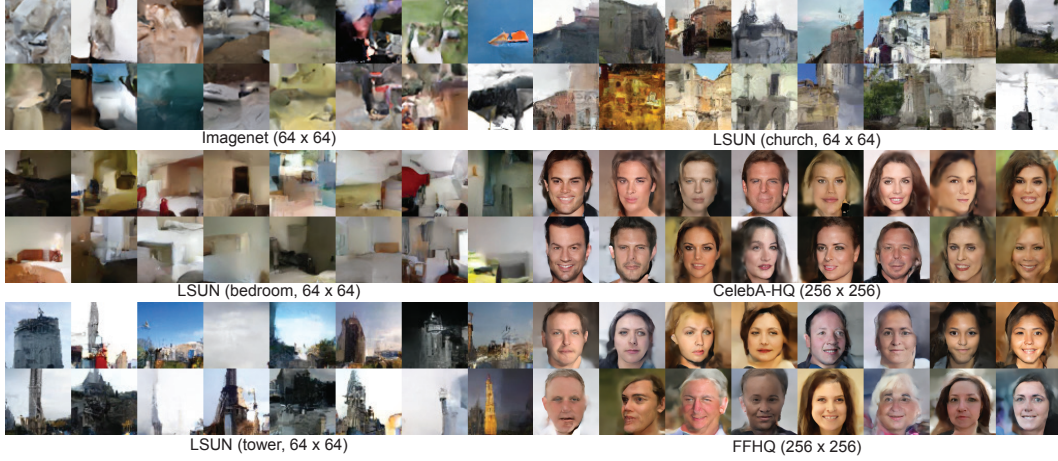 Imagenet (64 x 64)
LSUN (church, 64 x 64)
LSUN (bedroom, 64 x 64)
CelebA-HQ (256 x 256)
LSUN (tower, 64 x 64)
FFHQ (256 x 256)